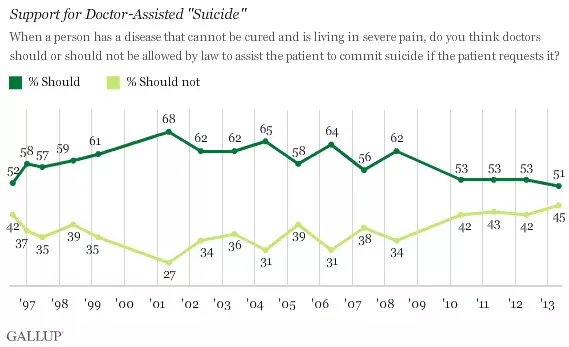 Support for Doctor-Assisted "Suicide"
When a person has a disease that cannot be cured and is living in severe pain, do you think doctors
should or should not be allowed by law to assist the patient to commit suicide if the patient requests it?
% Should % Should not
52 58 57 59 61 68 62 62 65 58 64 56 62 53 53 53 51
42 37 35 39 35 27 34 36 31 39 31 38 34 42 43 42 45
'97 '98 '99 '00 '01 '02 '03 '04 '05 '06 '07 '08 '09 '10 '11 '12 '13
GALLUP